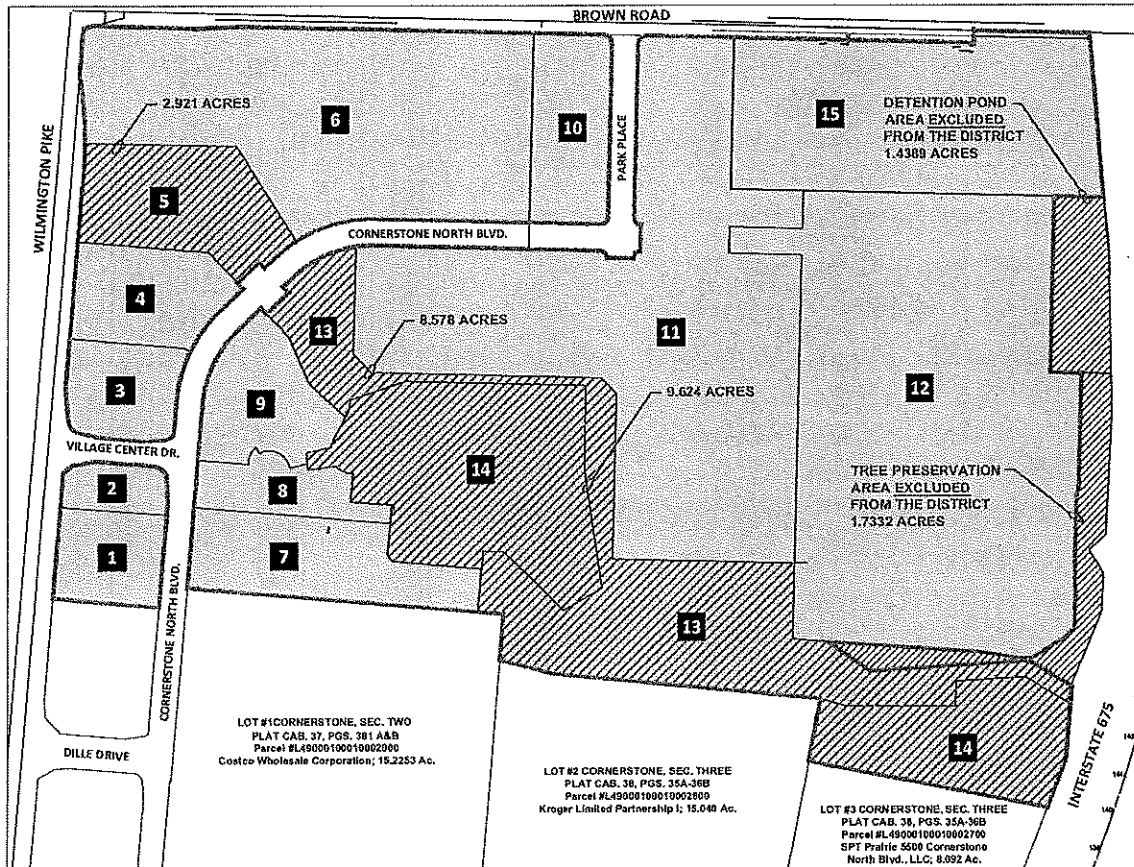 BROWN ROAD
2.921 ACRES
6
10
15
DETENTION POND
AREA EXCLUDED
FROM THE DISTRICT
1.4389 ACRES
PARK PLACE
WILMINGTON PIKE
5
CORNERSTONE NORTH BLVD.
4
13
8.578 ACRES
11
9.624 ACRES
12
3
9
VILLAGE CENTER DR.
14
TREE PRESERVATION
AREA EXCLUDED
FROM THE DISTRICT
1.7332 ACRES
2
8
1
7
CORNERSTONE NORTH BLVD.
13
LOT #1CORNERSTONE, SEC. TWO
PLAT CAB. 37, PGS. 381 A&B
Parcel #L49000100010002900
Costco Wholesale Corporation; 15.2253 Ac.
DILLE DRIVE
14
INTERSTATE 675
LOT #2 CORNERSTONE, SEC. THREE
PLAT CAB. 38, PGS. 35A-36B
Parcel #L49000100010002800
Kroger Limited Partnership I; 15.040 Ac.
LOT #3 CORNERSTONE, SEC. THREE
PLAT CAB. 38, PGS. 35A-36B
Parcel #L49000100010002700
SPT Prairie 5500 Cornerstone
North Blvd., LLC; 8.092 Ac.